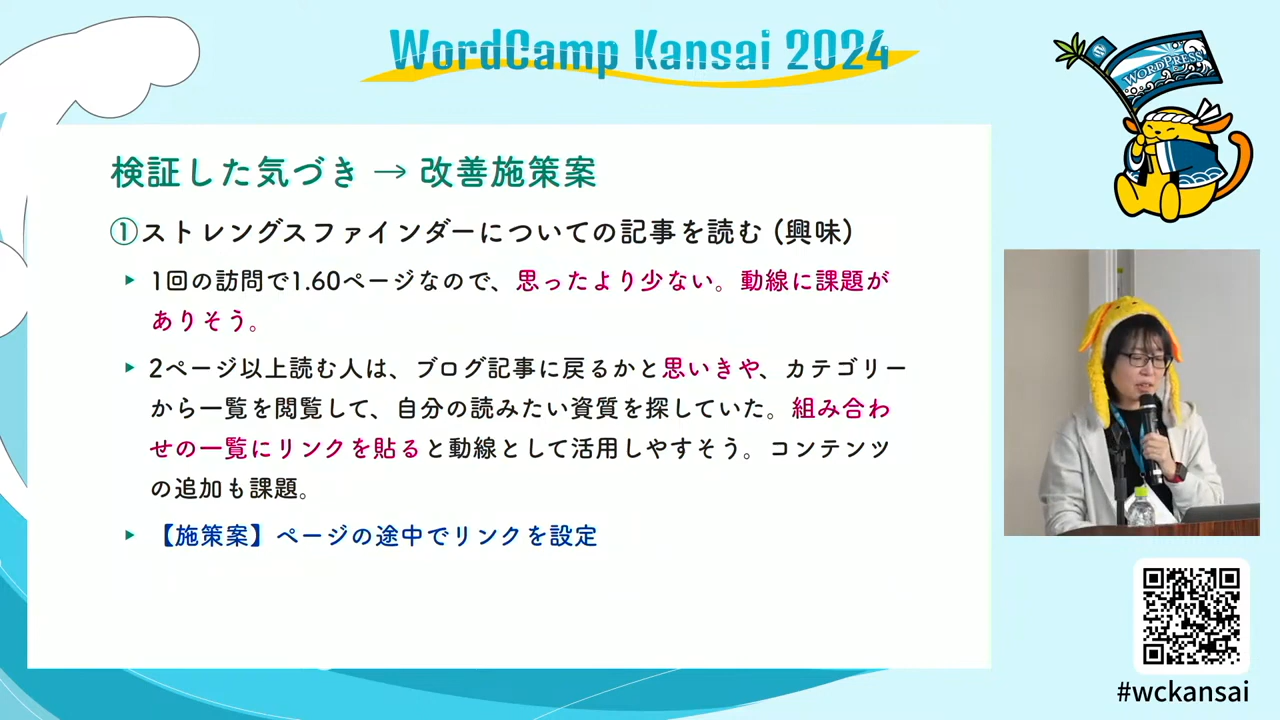 WordCamp Kansai 2024
WORDPRESS
検証した気づき → 改善施策案
①ストレングスファインダーについての記事を読む（興味）
1回の訪問で1.60ページなので、思ったより少ない。動線に課題が
ありそう。
2ページ以上読む人は、ブログ記事に戻るかと思いきや、カテゴリー
から一覧を閲覧して、自分の読みたい資質を探していた。組み合わ
せの一覧にリンクを貼ると動線として活用しやすそう。コンテンツ
の追加も課題。
【施策案】ページの途中でリンクを設定
#wckansai